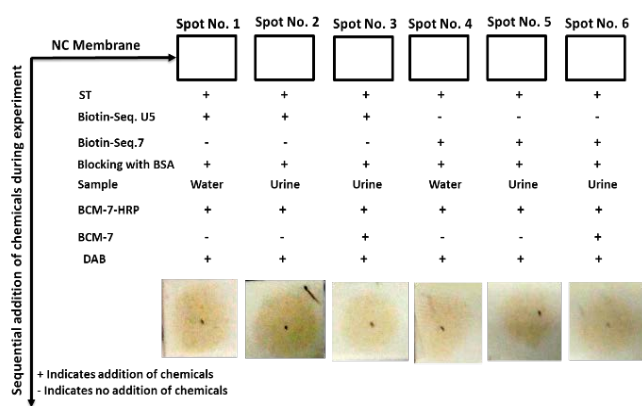 Spot No. 1 Spot No. 2 Spot No. 3 Spot No. 4 Spot No. 5 Spot No. 6
NC Membrane
ST + + + + + +
Biotin-Seq. U5 + + + - - -
Biotin-Seq.7 - - - + + +
Blocking with BSA + + + + + +
Sample Water Urine Urine Water Urine Urine
BCM-7-HRP + + + + + +
BCM-7 - - + - - +
DAB + + + + + +
+ Indicates addition of chemicals
- Indicates no addition of chemicals
Sequential addition of chemicals during experiment